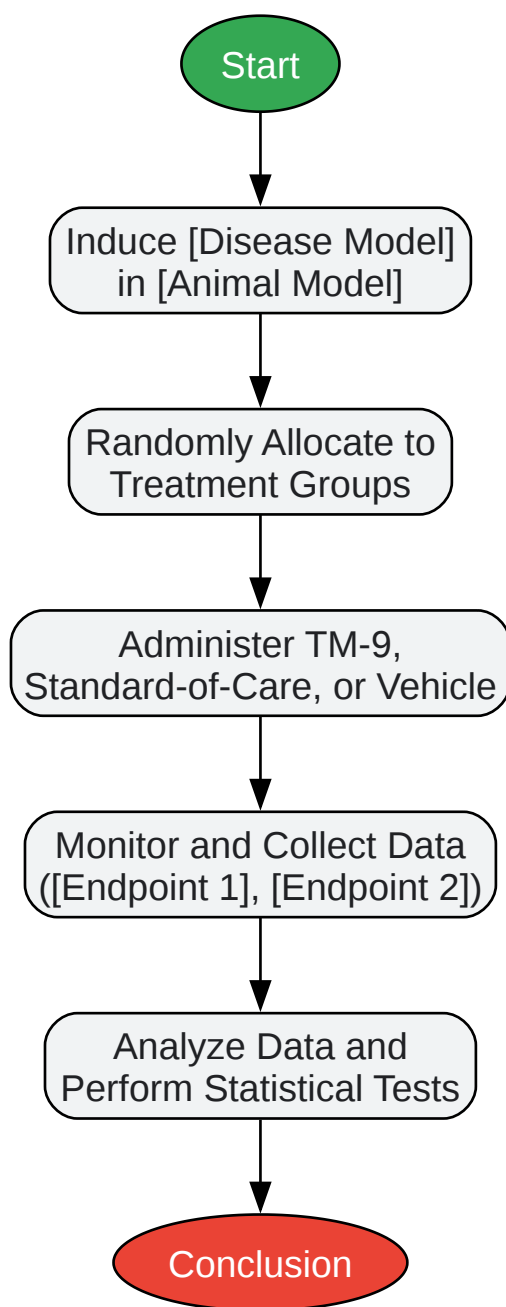 Start
Induce [Disease Model]
in [Animal Model]
Randomly Allocate to
Treatment Groups
Administer TM-9,
Standard-of-Care, or Vehicle
Monitor and Collect Data
([Endpoint 1], [Endpoint 2])
Analyze Data and
Perform Statistical Tests
Conclusion